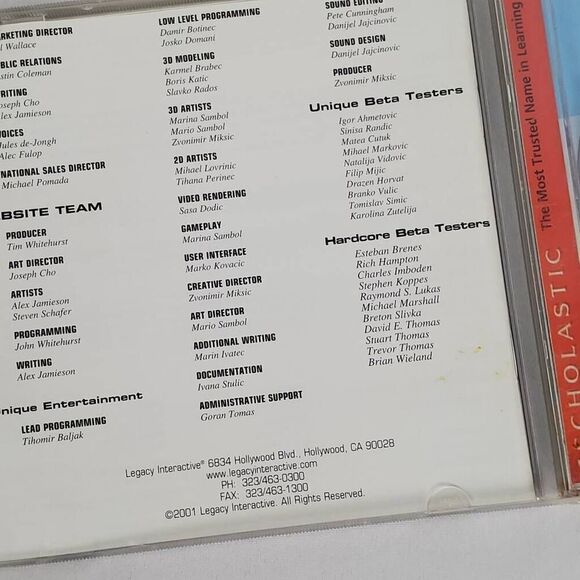 MARKETING DIRECTOR
Wallace
PUBLIC RELATIONS
Coleman
WRITING
Joseph Cho
Alex Jamieson
VOICES
Jules de-Jongh
Alec Fulop
NATIONAL SALES DIRECTOR
Michael Pomada
WEBSITE TEAM
PRODUCER
Tim Whitehurst
ART DIRECTOR
Joseph Cho
ARTISTS
Alex Jamieson
Steven Schafer
PROGRAMMING
John Whitehurst
WRITING
Alex Jamieson
Unique Entertainment
LEAD PROGRAMMING
Tihomir Baljak
LOW LEVEL PROGRAMMING
Damir Botinec
Josko Domani
3D MODELING
Karmel Brabec
Boris Katic
Slavko Rados
3D ARTISTS
Marina Sambol
Mario Sambol
Zvonimir Miksic
2D ARTISTS
Mihael Lovrinic
Tihana Perinec
VIDEO RENDERING
Sasa Dodic
GAMEPLAY
Marina Sambol
USER INTERFACE
Marko Kovacic
CREATIVE DIRECTOR
Zvonimir Miksic
ART DIRECTOR
Mario Sambol
ADDITIONAL WRITING
Marin Ivatec
DOCUMENTATION
Ivana Stulic
ADMINISTRATIVE SUPPORT
Goran Tomas
SOUND EDITING
Pete Cunningham
Danijel Jajcinovic
SOUND DESIGN
Danijel Jajcinovic
PRODUCER
Zvonimir Miksic
Unique Beta Testers
Igor Ahmetovic
Sinisa Randic
Matea Cutuk
Mihael Markovic
Natalija Vidovic
Filip Mijic
Drazen Horvat
Branko Vulic
Tomislav Simic
Karolina Zutelija
Hardcore Beta Testers
Esteban Brenes
Rich Hampton
Charles Imboden
Stephen Koppes
Raymond S. Lukas
Michael Marshall
Breton Slivka
David E. Thomas
Stuart Thomas
Trevor Thomas
Brian Wieland
Legacy Interactive® 6834 Hollywood Blvd., Hollywood, CA 90028
www.legacyinteractive.com
PH: 323/463-0300
FAX: 323/463-1300
©2001 Legacy Interactive. All Rights Reserved.
SCHOLASTIC The Most Trusted Name in Learning